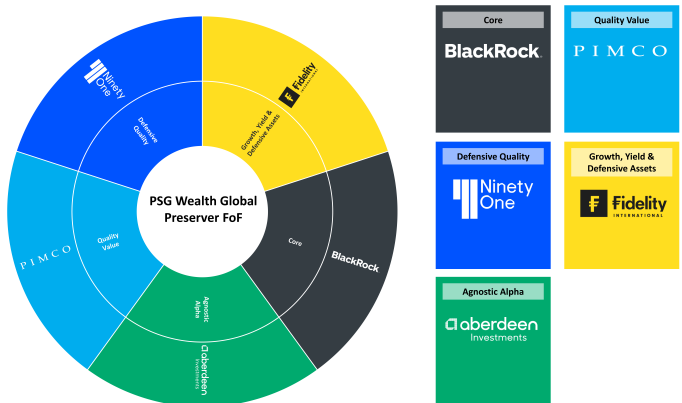 Ninety
One
Defensive
Quality
Fidelity
INTERNATIONAL
Growth, Yield &
Defensive Assets
PSG Wealth Global
Preserver FoF
PIMCO
Quality
Value
Core
BlackRock
Agnostic
Alpha
aberdeen
Investments
Core
BlackRock.
Quality Value
PIMCO
Defensive Quality
Ninety
One
Growth, Yield &
Defensive Assets
Fidelity
INTERNATIONAL
Agnostic Alpha
aberdeen
Investments